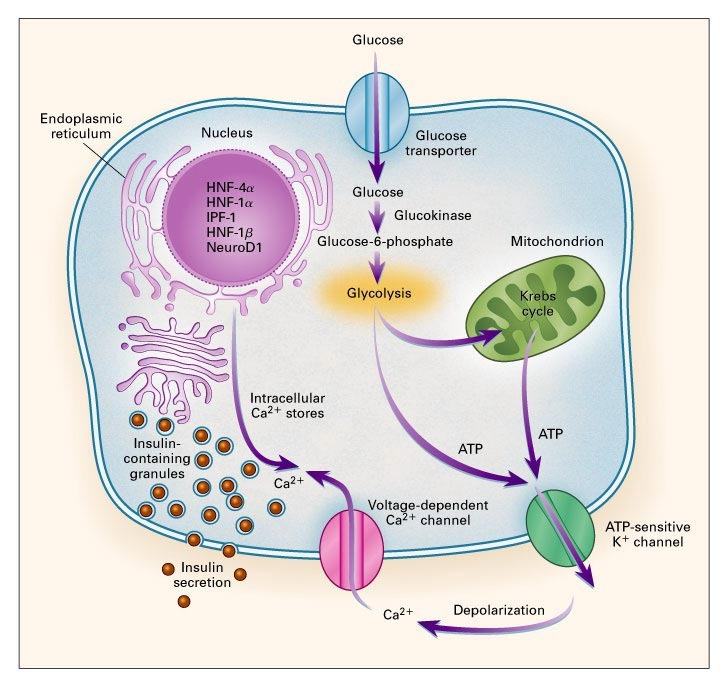 Glucose
Endoplasmic
reticulum
Nucleus
Glucose
transporter
HNF-4α
HNF-1α
IPF-1
HNF-1β
NeuroD1
Glucose
Glucokinase
Glucose-6-phosphate
Mitochondrion
Glycolysis
Krebs
cycle
Intracellular
Ca2+ stores
Insulin-
containing
granules
ATP
ATP
Ca2+
Voltage-dependent
Ca2+ channel
ATP-sensitive
K+ channel
Insulin
secretion
Ca2+
Depolarization